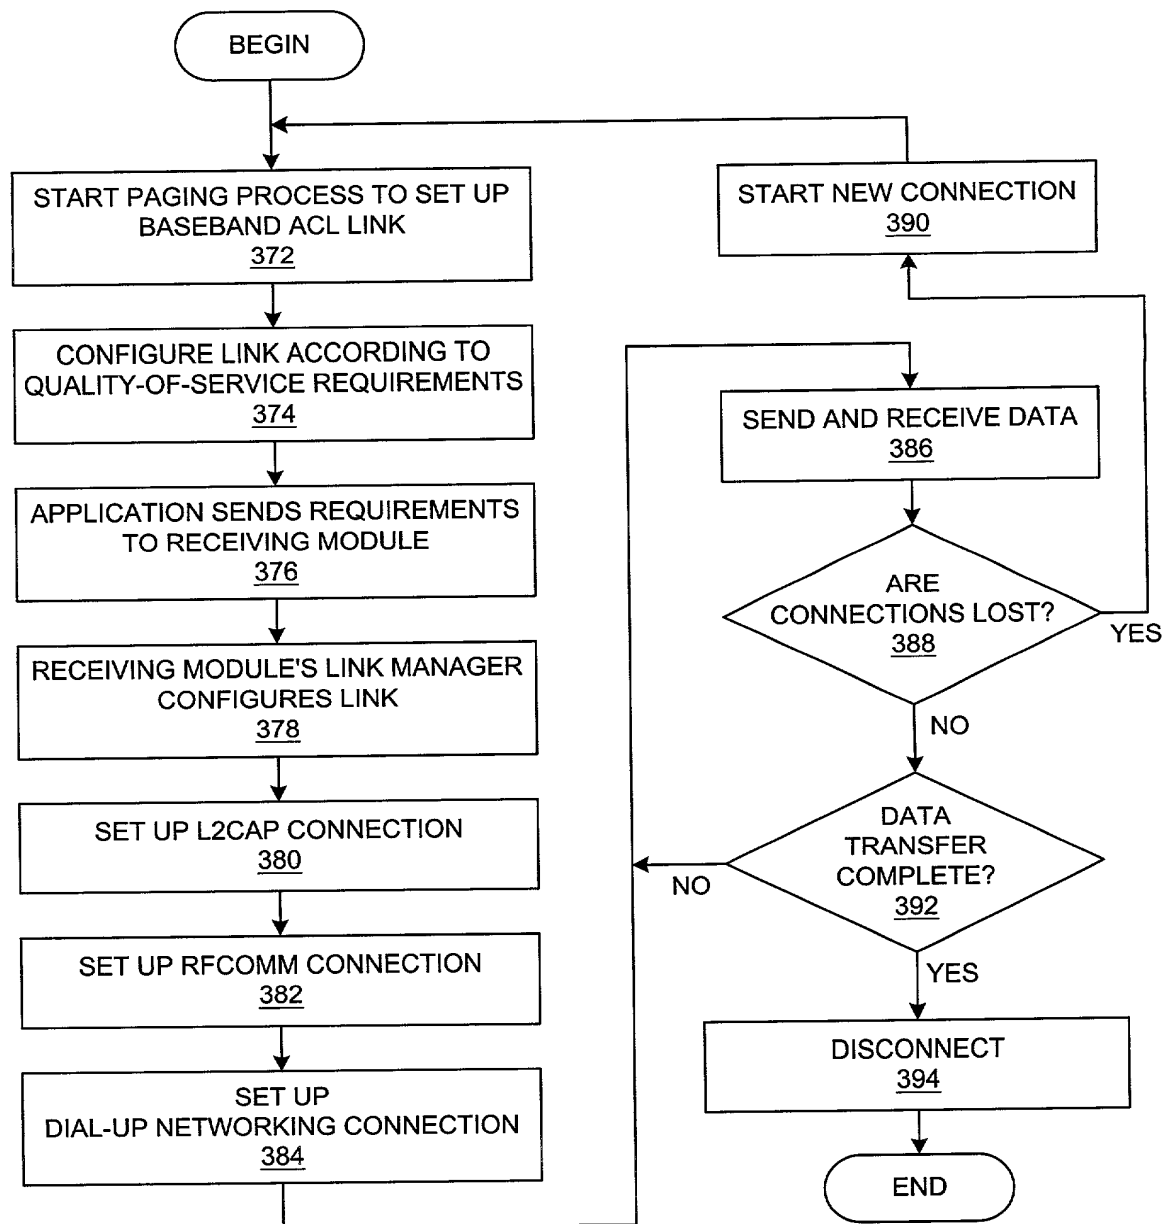 BEGIN
START PAGING PROCESS TO SET UP
BASEBAND ACL LINK
372
CONFIGURE LINK ACCORDING TO
QUALITY-OF-SERVICE REQUIREMENTS
374
APPLICATION SENDS REQUIREMENTS
TO RECEIVING MODULE
376
RECEIVING MODULE'S LINK MANAGER
CONFIGURES LINK
378
SET UP L2CAP CONNECTION
380
SET UP RFCOMM CONNECTION
382
SET UP
DIAL-UP NETWORKING CONNECTION
384
START NEW CONNECTION
390
SEND AND RECEIVE DATA
386
ARE
CONNECTIONS LOST?
388
YES
NO
DATA
TRANSFER
COMPLETE?
392
NO
YES
DISCONNECT
394
END